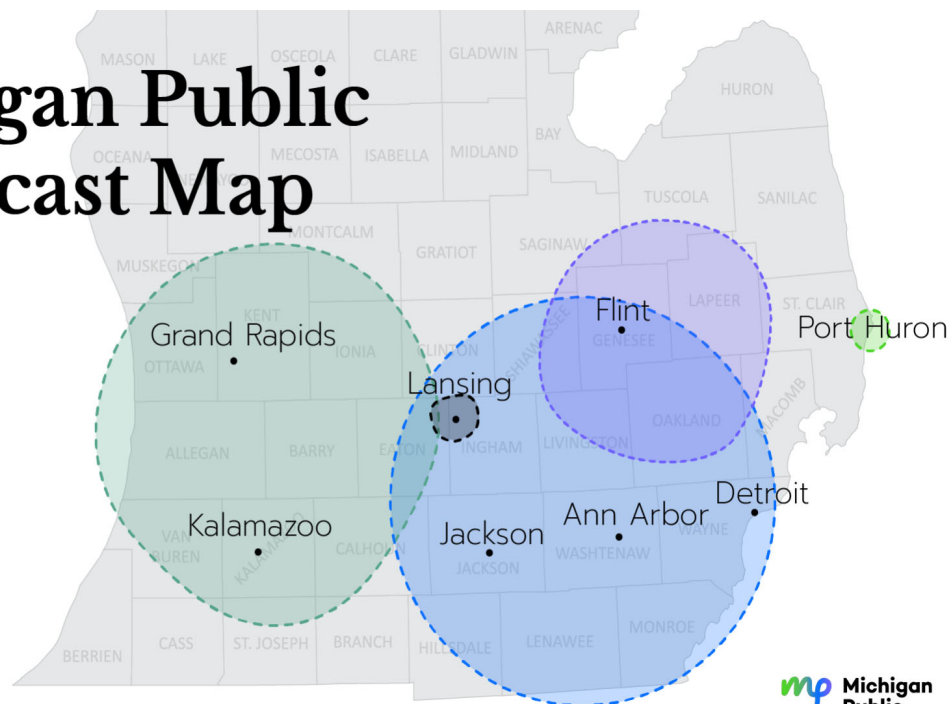 ARENAC
MASON LAKE OSCEOLA CLARE GLADWIN
HURON
gan Public
BAY
OCEANA MECOSTA ISABELLA MIDLAND
cast Map
TUSCOLA SANILAC
MONTCALM
GRATIOT SAGINAW
MUSKEGON
KENT LAPEER ST. CLAIR
Flint
Port Huron
Grand Rapids
SHIAWASSEE GENESEE
IONIA CLINTON
OTTAWA
Lansing
MACOMB
OAKLAND
ALLEGAN BARRY EATON INGHAM LIVINGSTON
Detroit
Kalamazoo Jackson Ann Arbor
WAYNE
VAN BUREN KALAMAZOO CALHOUN WASHTENAW
JACKSON
MONROE
CASS ST. JOSEPH BRANCH HILLSDALE LENAWEE
BERRIEN
mp Michigan
Public